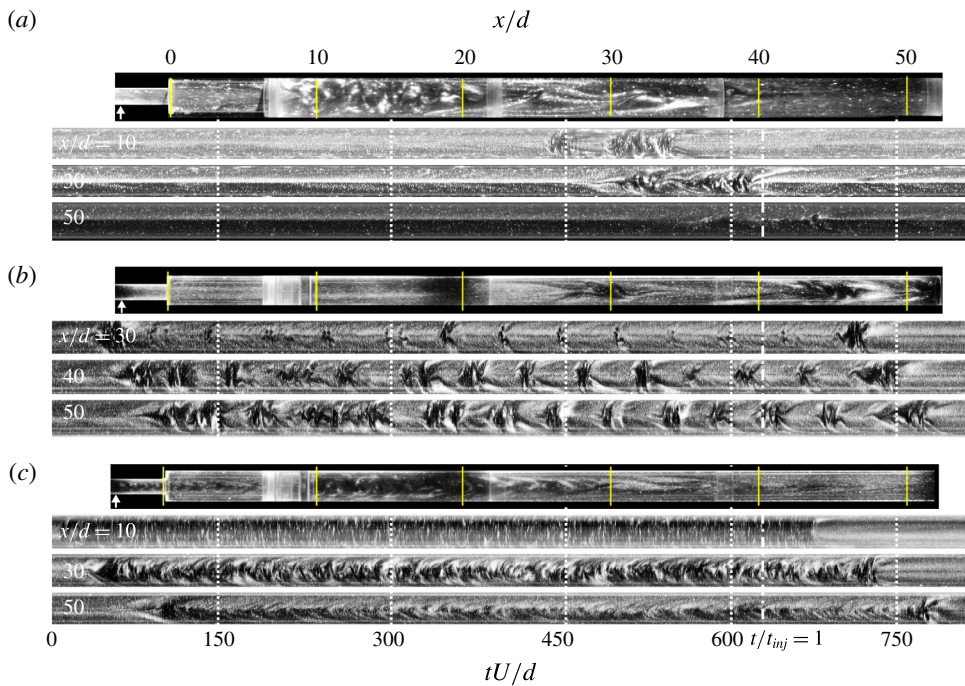 (a)
x/d
0 10 20 30 40 50
x/d = 10
30
50
(b)
x/d = 30
40
50
(c)
x/d = 10
30
50
0 150 300 450 600 t/t_inj = 1 750
tU/d